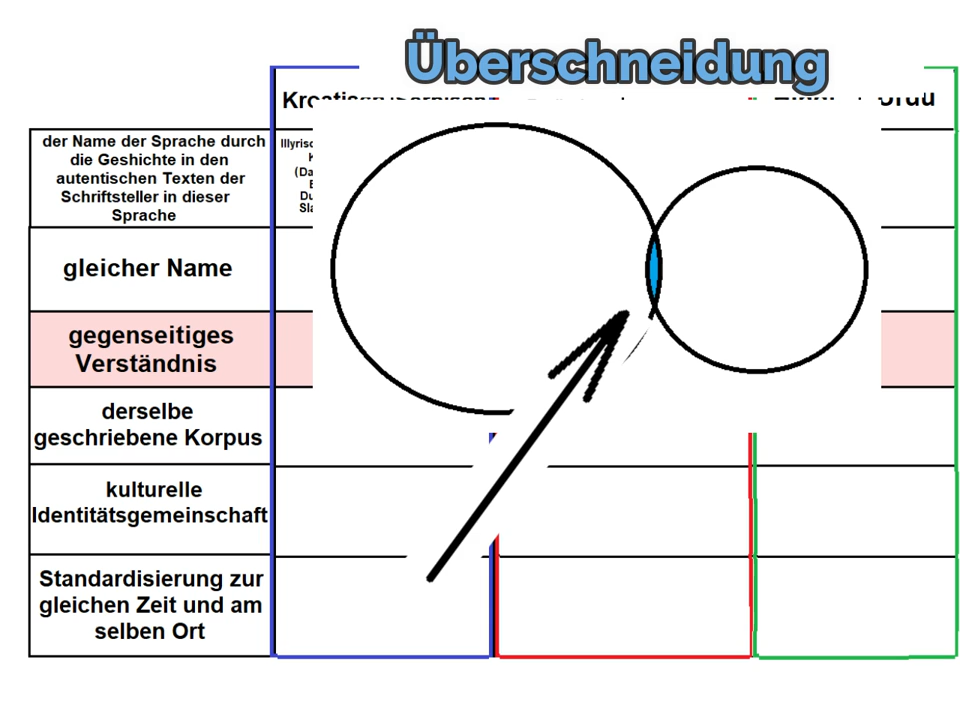 Überschneidung
der Name der Sprache durch
die Geshichte in den
autentischen Texten der
Schriftsteller in dieser
Sprache
gleicher Name
gegenseitiges
Verständnis
derselbe
geschriebene Korpus
kulturelle
Identitätsgemeinschaft
Standardisierung zur
gleichen Zeit und am
selben Ort